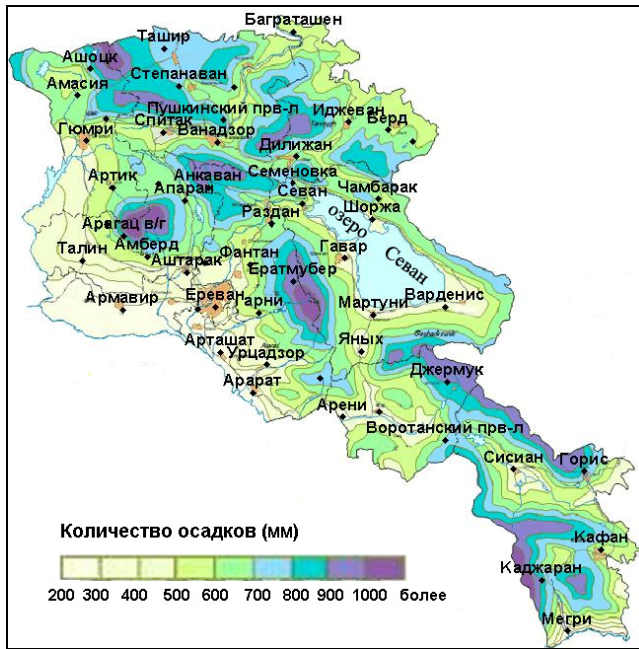 Баграташен
Ташир
Ашоцк
Степанаван
Амасия
Пушкинский прв-л
Иджеван
Спитак
Берд
Гюмри
Ванадзор
Дилижан
Анкаван
Семеновка
Артик
Апаран
Севан
Чамбарак
Шоржа
озеро
Севан
Раздан
Арагац в/г
Амберд
Талин
Фантан
Гавар
Аштарак
Ератмубер
Армавир
Ереван
Гарни
Мартуни
Варденис
Арташат
Урцадзор
Яных
Джермук
Арарат
Арени
Воротанский прв-л
Сисиан
Горис
Количество осадков (мм)
200 300 400 500 600 700 800 900 1000 более
Кафан
Каджаран
Мегри